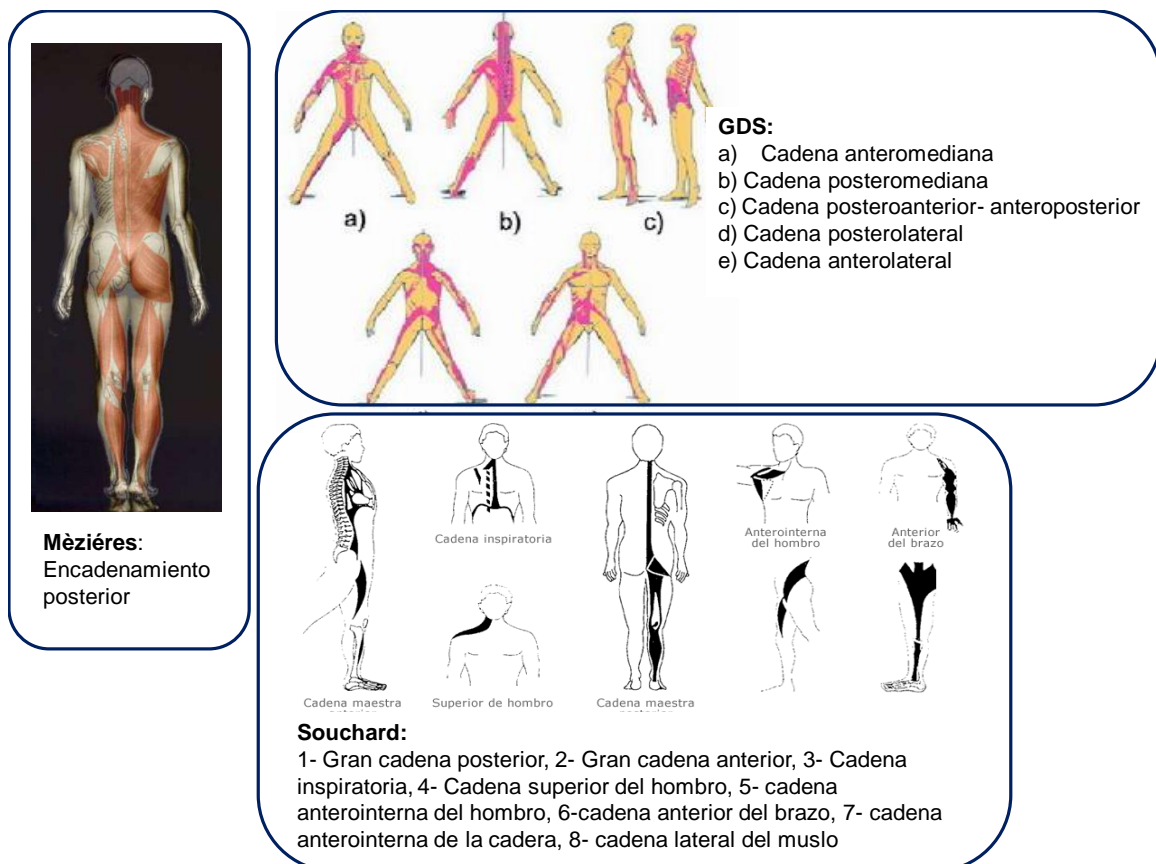 a)
b)
c)
GDS:
a) Cadena anteromediana
b) Cadena posteromediana
c) Cadena posteroanterior- anteroposterior
d) Cadena posterolateral
e) Cadena anterolateral
Mèziéres:
Encadenamiento
posterior
Cadena inspiratoria
Anterointerna
del hombro
Anterior
del brazo
Cadena maestra
Superior de hombro
Cadena maestra
Souchard:
1- Gran cadena posterior, 2- Gran cadena anterior, 3- Cadena
inspiratoria, 4- Cadena superior del hombro, 5- cadena
anterointerna del hombro, 6-cadena anterior del brazo, 7- cadena
anterointerna de la cadera, 8- cadena lateral del muslo